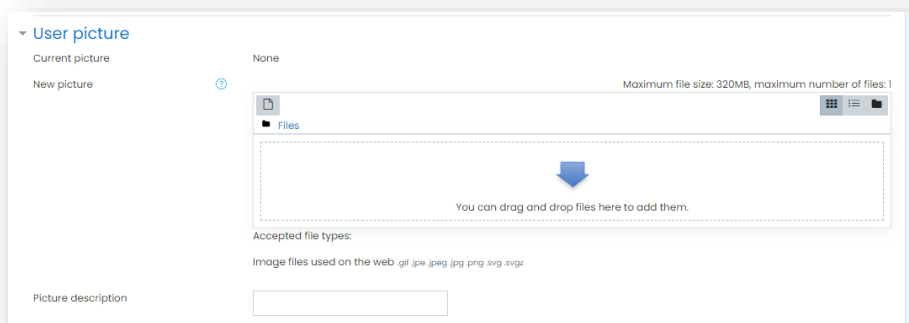 User picture
Current picture None
New picture Maximum file size: 320MB, maximum number of files: 1
Files
You can drag and drop files here to add them.
Accepted file types:
Image files used on the web .gif .jpe .jpeg .jpg .png .svg .svgz
Picture description